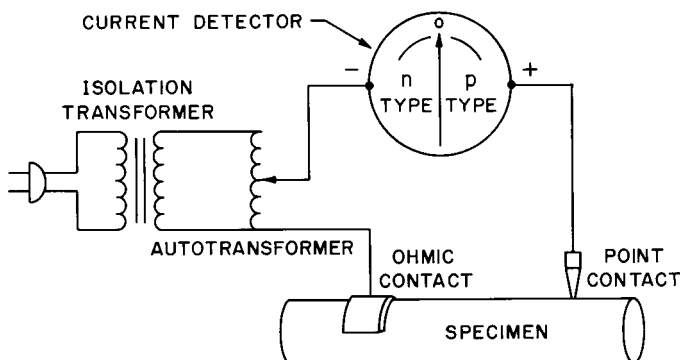 CURRENT DETECTOR
o
− +
n p
TYPE TYPE
ISOLATION
TRANSFORMER
AUTOTRANSFORMER
OHMIC
CONTACT
POINT
CONTACT
SPECIMEN